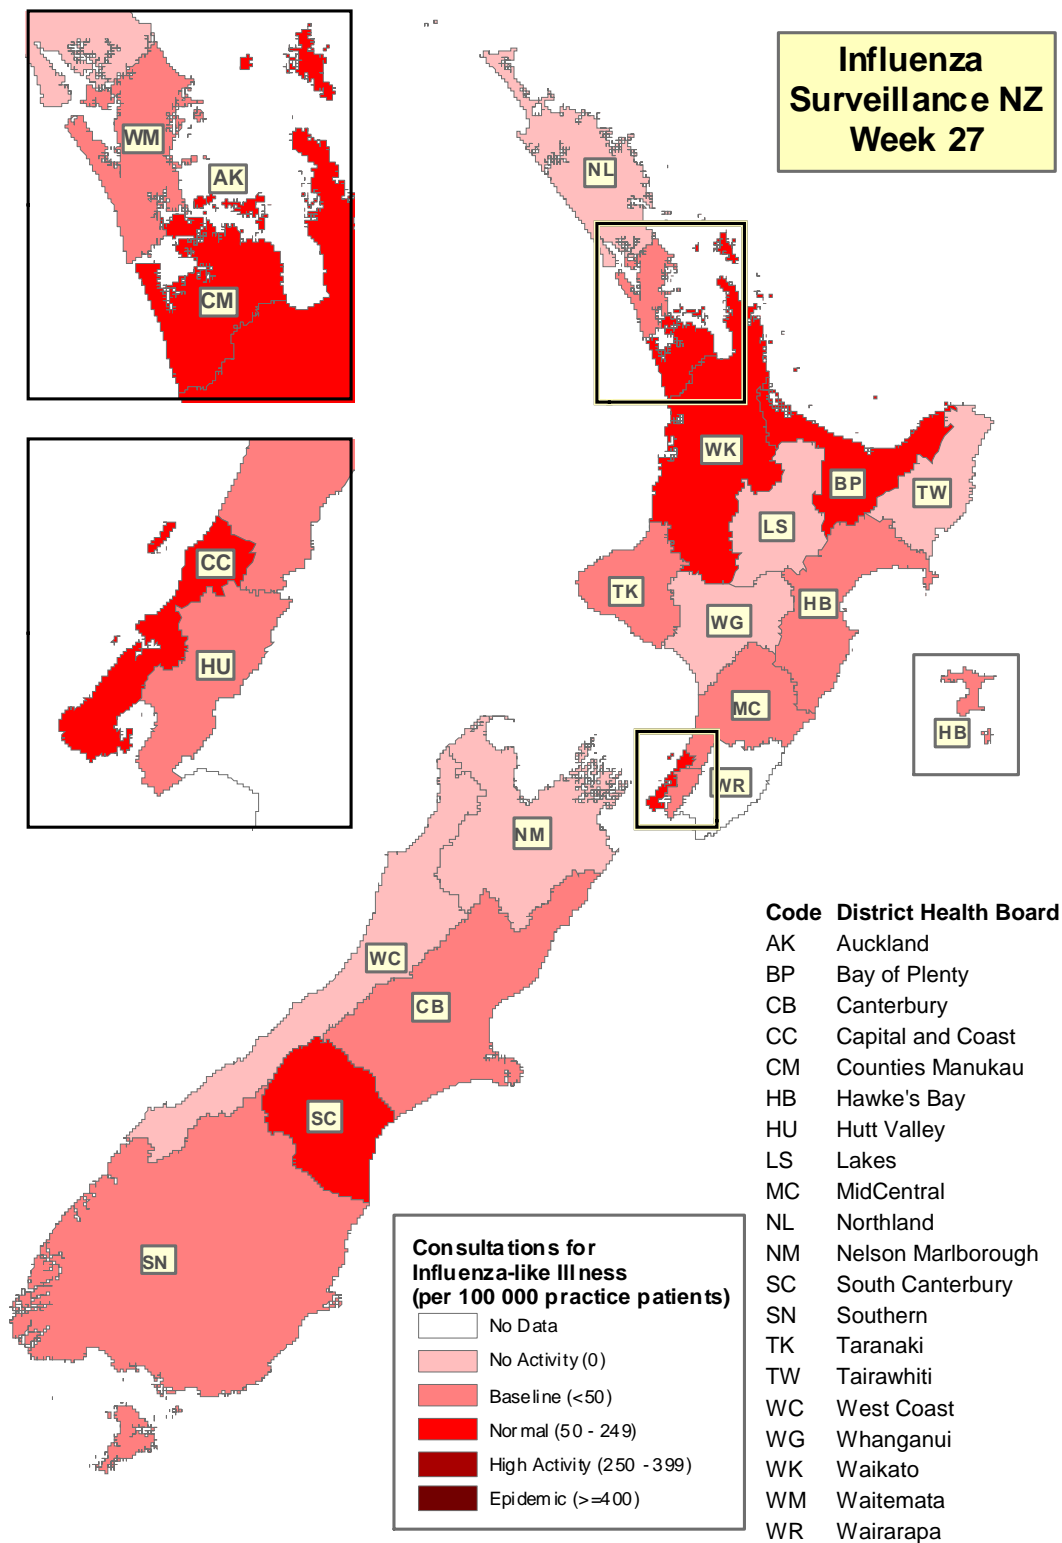 Influenza
Surveillance NZ
Week 27
WM
AK
CM
NL
WK
BP
TW
LS
CC
HU
TK
HB
WG
MC
HB
WR
NM
WC
CB
SC
SN
Code District Health Board
AK Auckland
BP Bay of Plenty
CB Canterbury
CC Capital and Coast
CM Counties Manukau
HB Hawke's Bay
HU Hutt Valley
LS Lakes
MC MidCentral
NL Northland
NM Nelson Marlborough
SC South Canterbury
SN Southern
TK Taranaki
TW Tairawhiti
WC West Coast
WG Whanganui
WK Waikato
WM Waitemata
WR Wairarapa
Consultations for
Influenza-like Illness
(per 100 000 practice patients)
No Data
No Activity (0)
Baseline (<50)
Normal (50 - 249)
High Activity (250 - 399)
Epidemic (>=400)